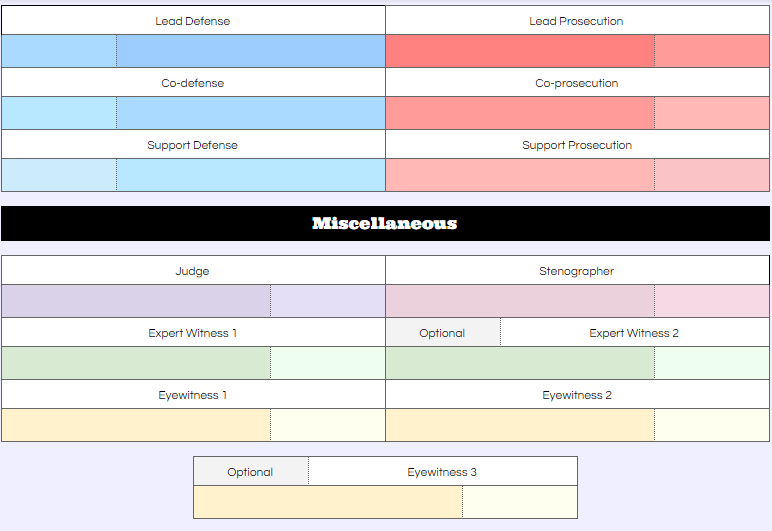 Lead Defense Lead Prosecution
Co-defense Co-prosecution
Support Defense Support Prosecution
Miscellaneous
Judge Stenographer
Expert Witness 1 Optional Expert Witness 2
Eyewitness 1 Eyewitness 2
Optional Eyewitness 3